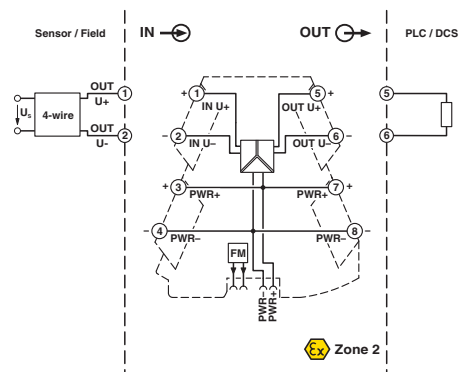 Sensor / Field IN OUT PLC / DCS
OUT 1 + 1 5 + 5
U+ IN U+ OUT U+
Us 4-wire
OUT 2 − 2 6 − 6
U- IN U− OUT U−
+ 3 PWR+ PWR+ 7 +
− 4 PWR− PWR− 8 −
FM
PWR− PWR+
Ex Zone 2